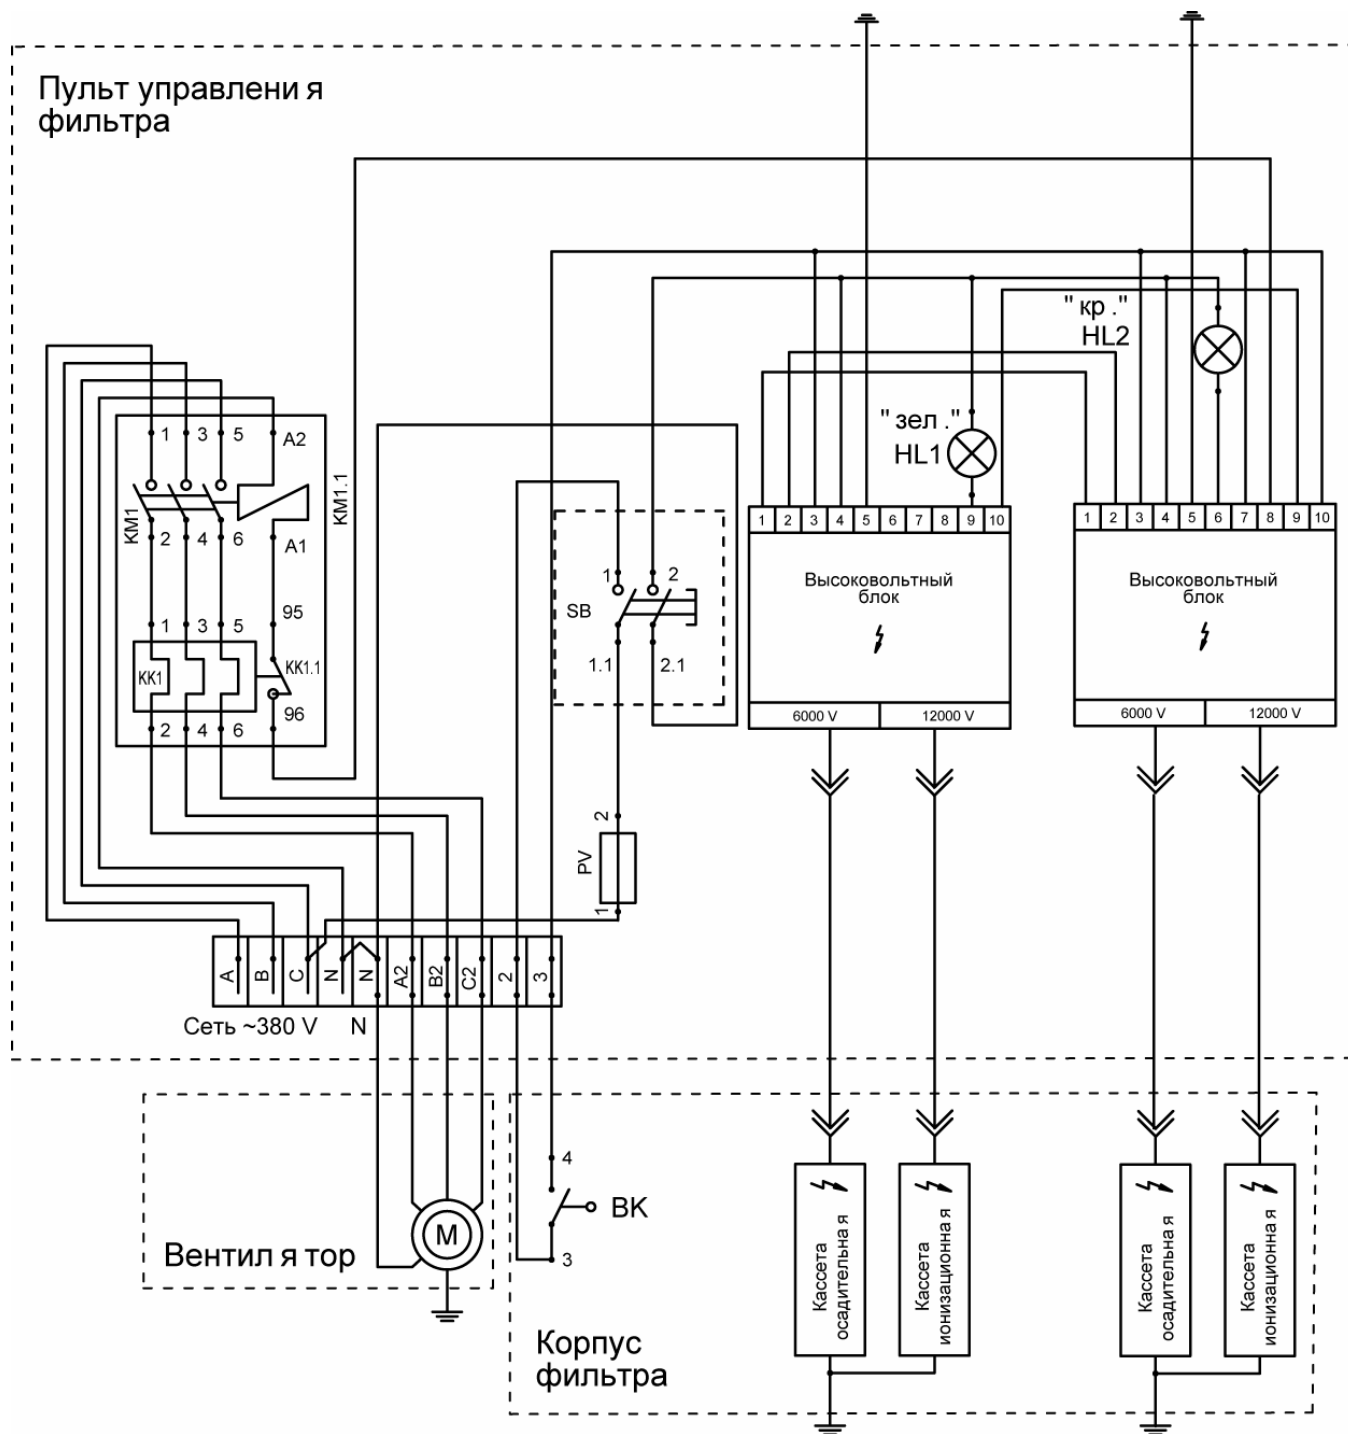 Пульт управлени я
фильтра
" кр ."
HL2
" зел ."
HL1
1 3 5 A2
KM1
KM1.1
2 4 6 A1
1 3 5 95
KK1
KK1.1
2 4 6 96
1 2
SB
1.1 2.1
2
PV
1
1 2 3 4 5 6 7 8 9 10
Высоковольтный
блок
6000 V 12000 V
1 2 3 4 5 6 7 8 9 10
Высоковольтный
блок
6000 V 12000 V
A B C N N A2 B2 C2 2 3
Сеть ~380 V N
M
Вентил я тор
4
BK
3
Корпус
фильтра
Кассета
осадительна я
Кассета
ионизационна я
Кассета
осадительна я
Кассета
ионизационна я